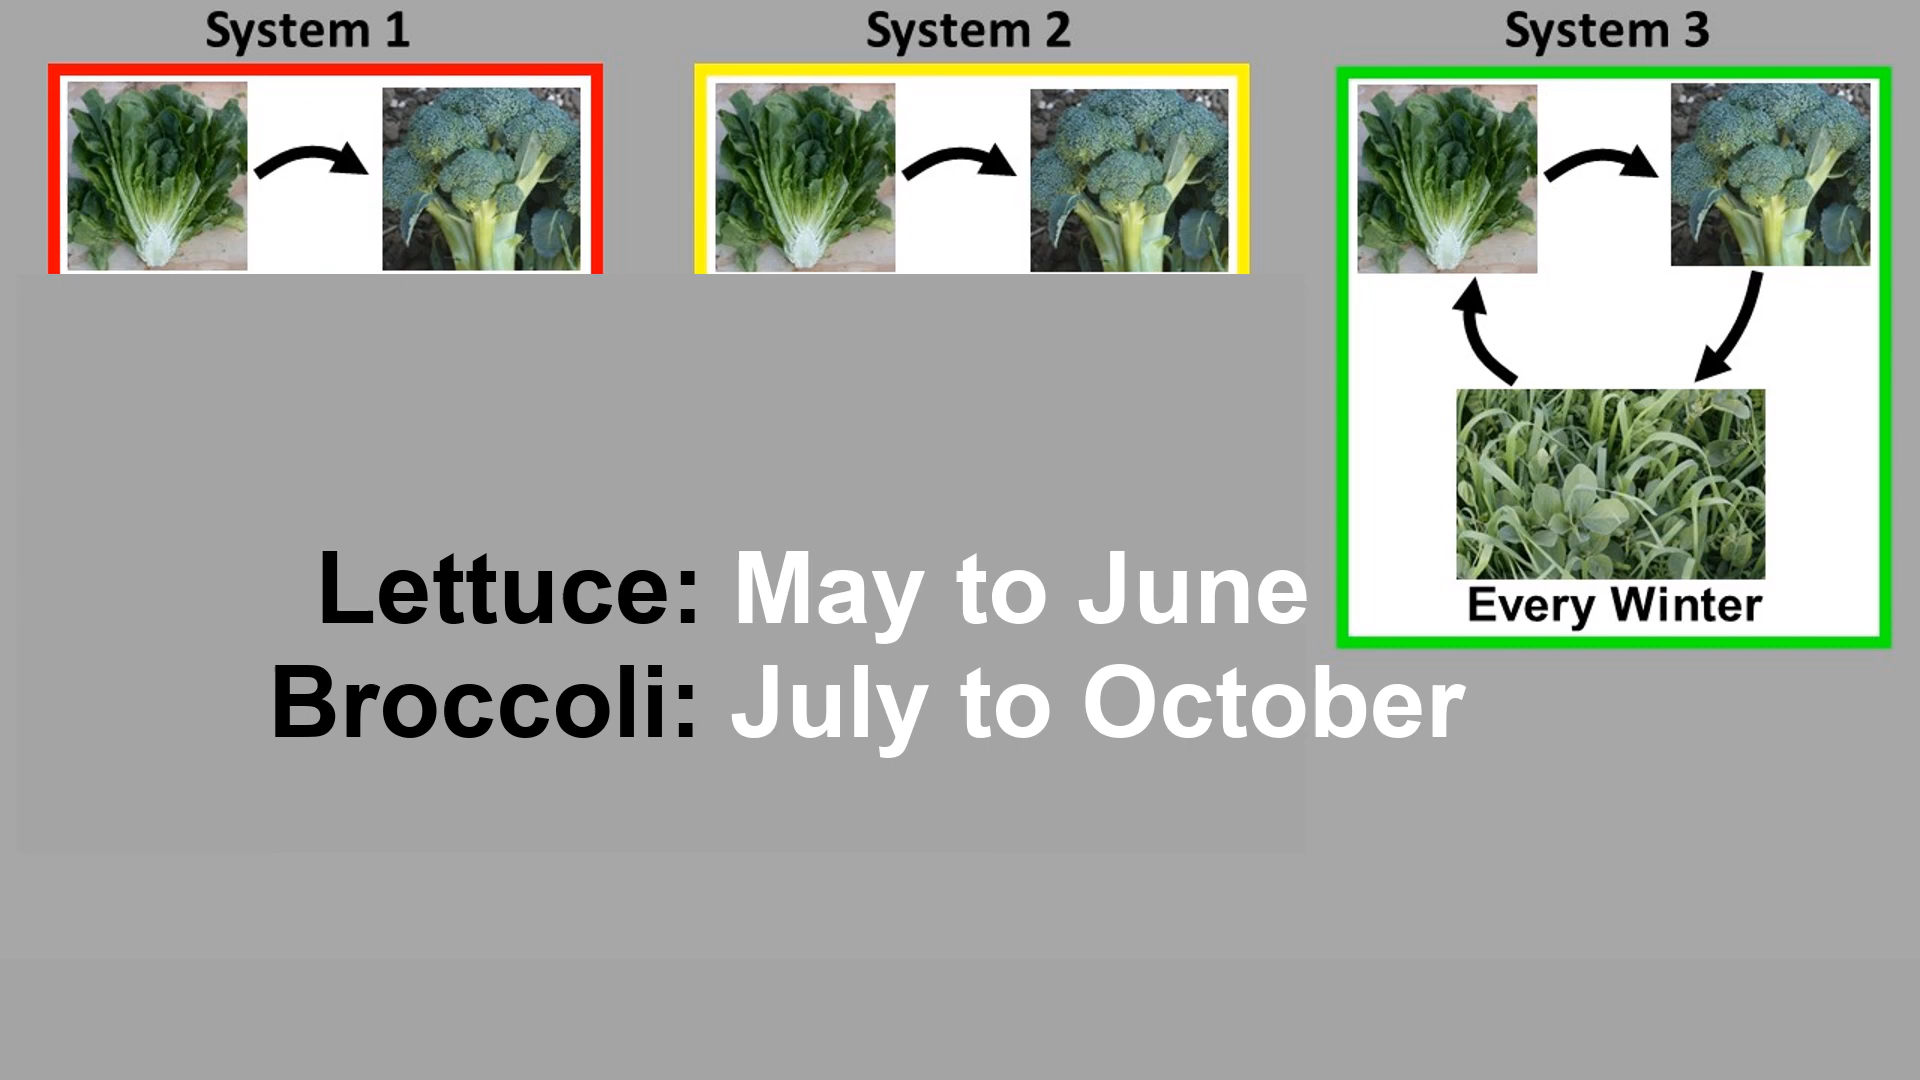 System 1
System 2
System 3
Every Winter
Lettuce: May to June
Broccoli: July to October